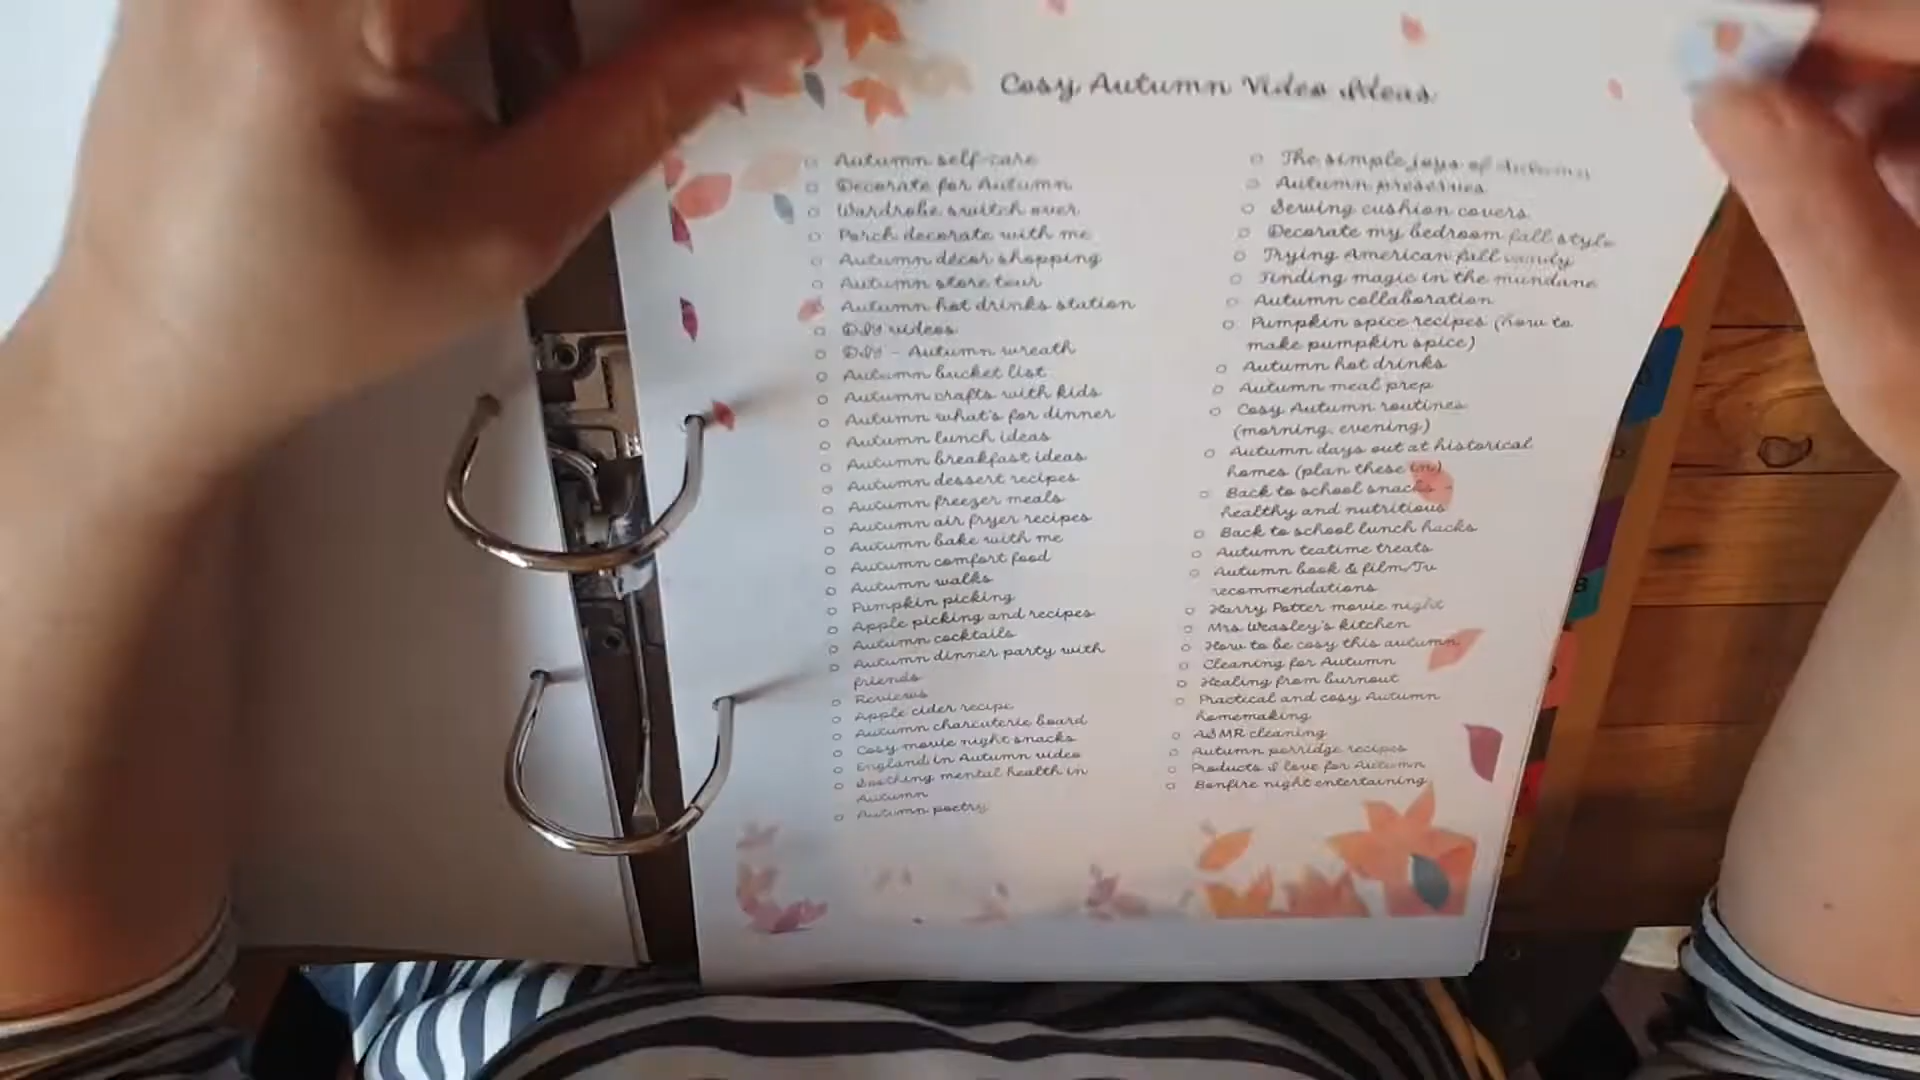 Cosy Autumn Video Ideas
Autumn self-care
Decorate for Autumn
Wardrobe switch over
Porch decorate with me
Autumn décor shopping
Autumn store tour
Autumn hot drinks station
DIY videos
DIY - Autumn wreath
Autumn bucket list
Autumn crafts with kids
Autumn what's for dinner
Autumn lunch ideas
Autumn breakfast ideas
Autumn dessert recipes
Autumn freezer meals
Autumn air fryer recipes
Autumn bake with me
Autumn comfort food
Autumn walks
Pumpkin picking
Apple picking and recipes
Autumn cocktails
Autumn dinner party with
friends
Reviews
Apple cider recipe
Autumn charcuterie board
Cosy movie night snacks
England in Autumn video
Soothing mental health in
Autumn
Autumn poetry
The simple joys of Autumn
Autumn preserves
Sewing cushion covers
Decorate my bedroom fall style
Trying American fall candy
Finding magic in the mundane
Autumn collaboration
Pumpkin spice recipes (how to
make pumpkin spice)
Autumn hot drinks
Autumn meal prep
Cosy Autumn routines
(morning, evening)
Autumn days out at historical
homes (plan these in)
Back to school snacks -
healthy and nutritious
Back to school lunch hacks
Autumn teatime treats
Autumn book & film/Tv
recommendations
Harry Potter movie night
Mrs Weasley's kitchen
How to be cosy this autumn
Cleaning for Autumn
Healing from burnout
Practical and cosy Autumn
homemaking
ASMR cleaning
Autumn porridge recipes
Products I love for Autumn
Bonfire night entertaining
B